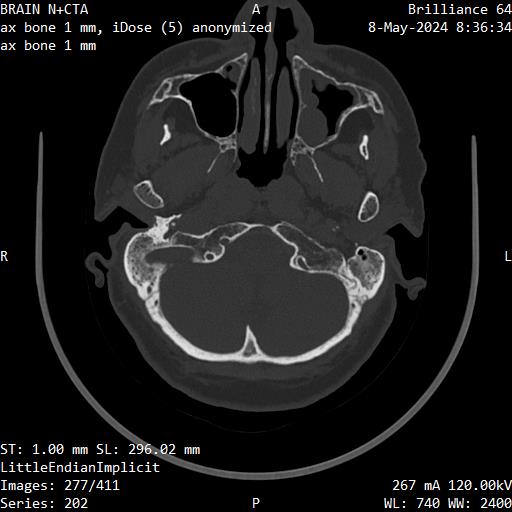 BRAIN N+CTA
A
Brilliance 64
ax bone 1 mm, iDose (5) anonymized
8-May-2024 8:36:34
ax bone 1 mm
R
L
ST: 1.00 mm SL: 296.02 mm
LittleEndianImplicit
Images: 277/411
267 mA 120.00kV
Series: 202
P
WL: 740 WW: 2400